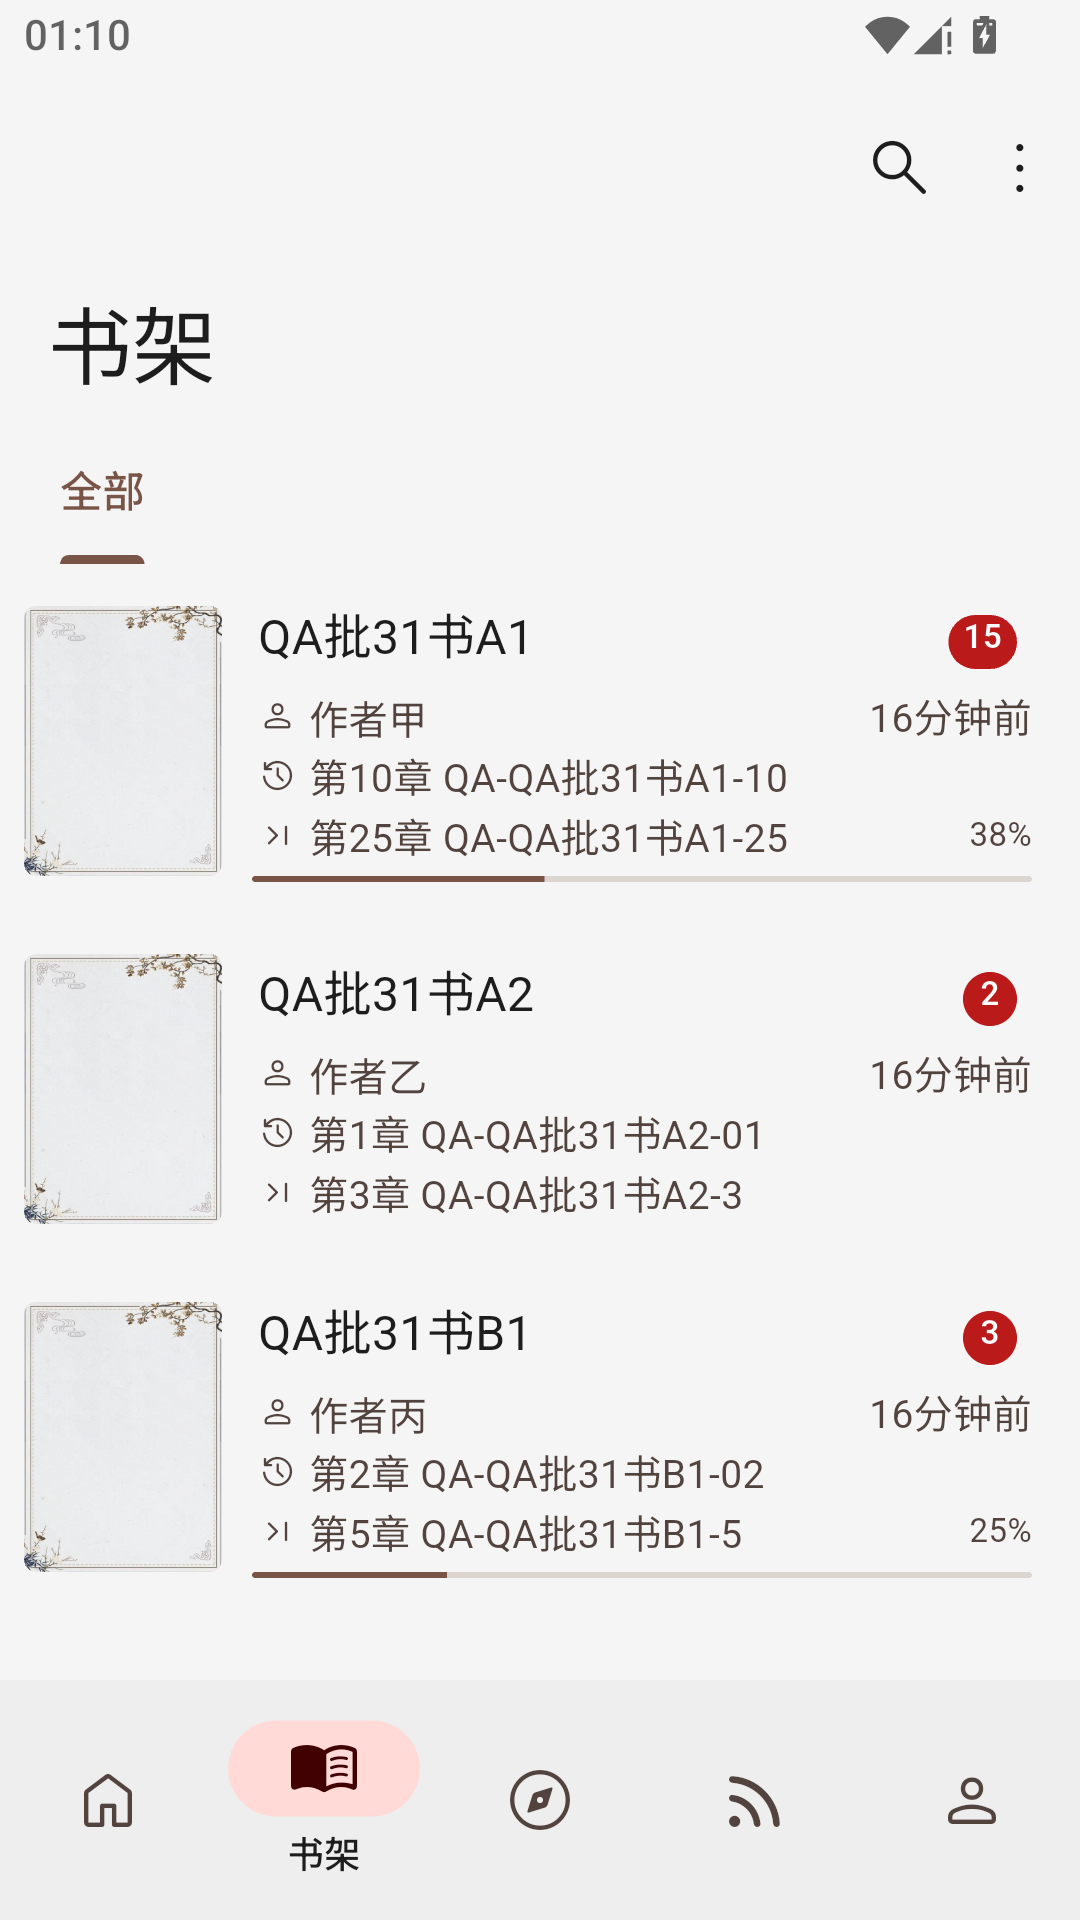 01:10
书架
全部
QA批31书A1
15
作者甲
16分钟前
第10章 QA-QA批31书A1-10
第25章 QA-QA批31书A1-25
38%
QA批31书A2
2
作者乙
16分钟前
第1章 QA-QA批31书A2-01
第3章 QA-QA批31书A2-3
QA批31书B1
3
作者丙
16分钟前
第2章 QA-QA批31书B1-02
第5章 QA-QA批31书B1-5
25%
书架